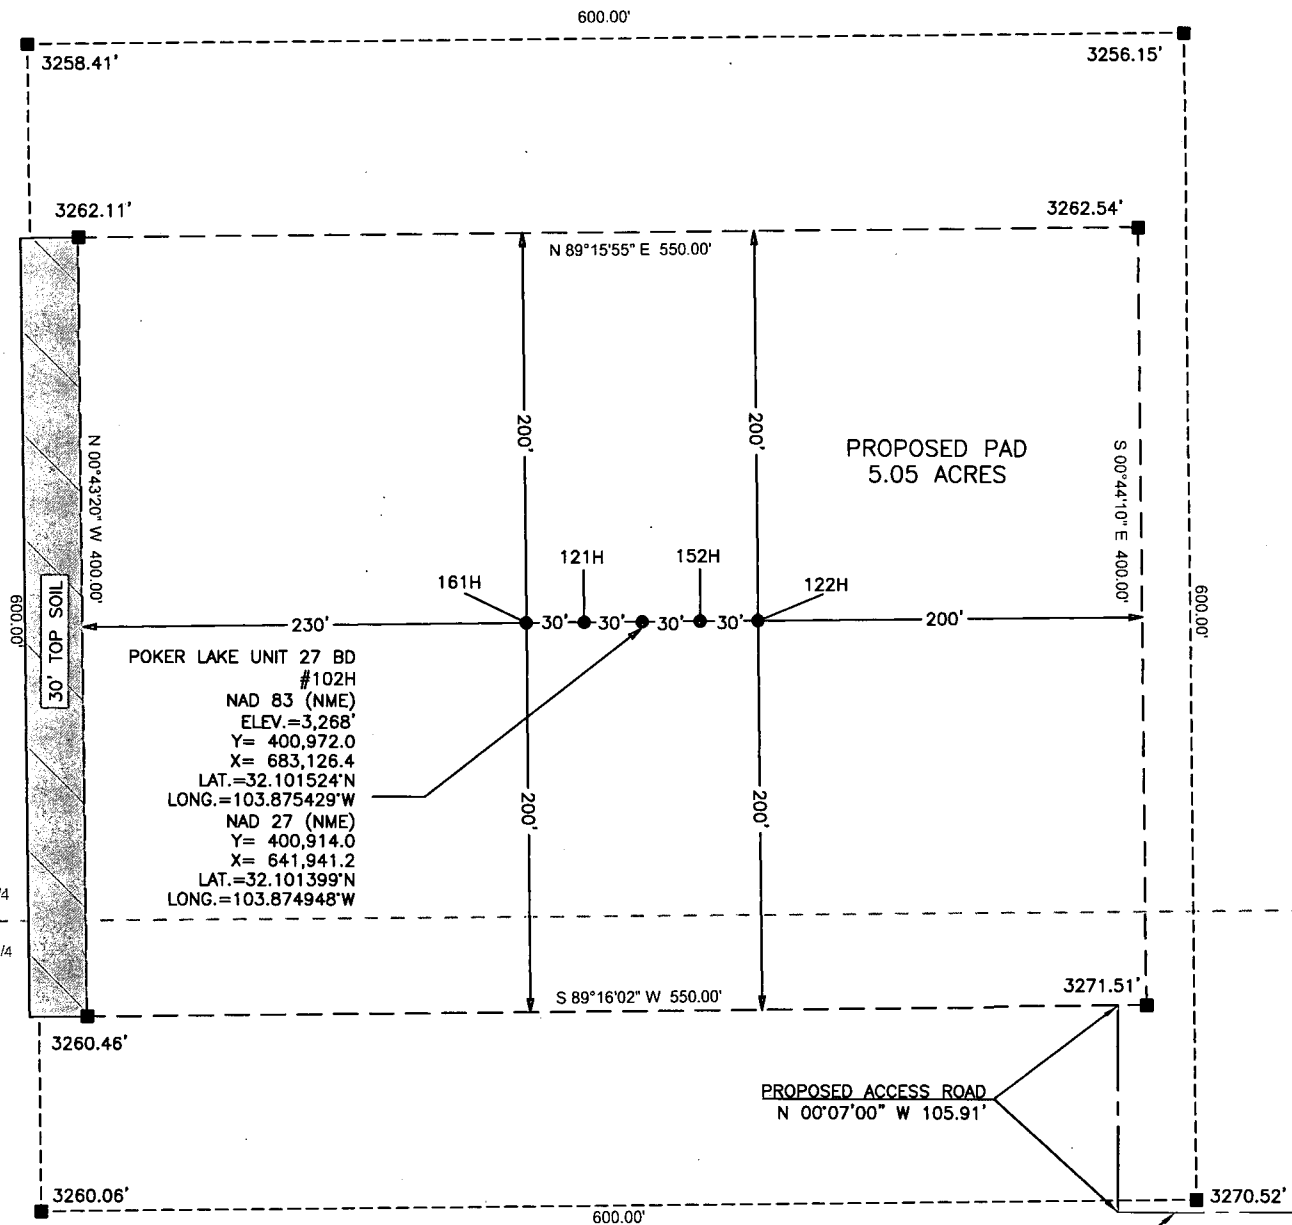 600.00'
3258.41'
3256.15'
3262.11'
3262.54'
N 89°15'55" E 550.00'
200'
200'
PROPOSED PAD
5.05 ACRES
N 00°43'20" W 400.00'
S 00°44'10" E 400.00'
161H
121H
152H
122H
600.00'
30' TOP SOIL
230'
30'
30'
30'
30'
200'
600.00'
POKER LAKE UNIT 27 BD
#102H
NAD 83 (NME)
ELEV.=3,268'
Y= 400,972.0
X= 683,126.4
LAT.=32.101524°N
LONG.=103.875429°W
NAD 27 (NME)
Y= 400,914.0
X= 641,941.2
LAT.=32.101399°N
LONG.=103.874948°W
200'
200'
/4
/4
S 89°16'02" W 550.00'
3271.51'
3260.46'
PROPOSED ACCESS ROAD
N 00°07'00" W 105.91'
3260.06'
3270.52'
600.00'